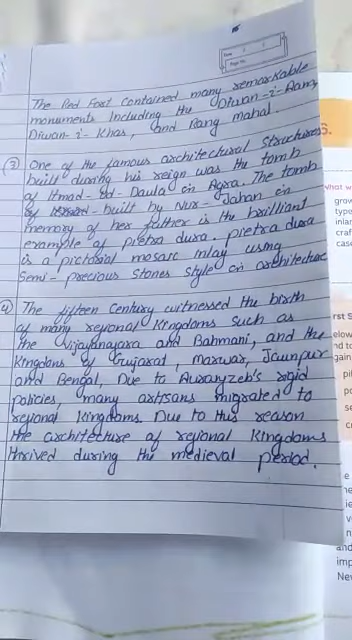 The Red Fort contained many remarkable
monuments including the Diwan-i-Aam,
Diwan-i-Khas, and Rang Mahal.
(3) One of the famous architectural structures
built during his reign was the tomb
of Itmad-ud-Daula in Agra. The tomb
built by Nur-Jahan in
memory of her father is the brilliant
example of pietra dura. pietra dura
is a pictorial mosaic inlay using
Semi-precious stones style in architecture
(4) The fifteen century witnessed the birth
of many regional Kingdoms such as
the Vijayanagara and Bahmani, and the
Kingdoms of Gujarat, Marwar, Jaunpur
and Bengal, Due to Auranzeb's rigid
policies, many artisans migrated to
regional Kingdoms. Due to this reason
the architecture of regional Kingdoms
thrived during the medieval period.